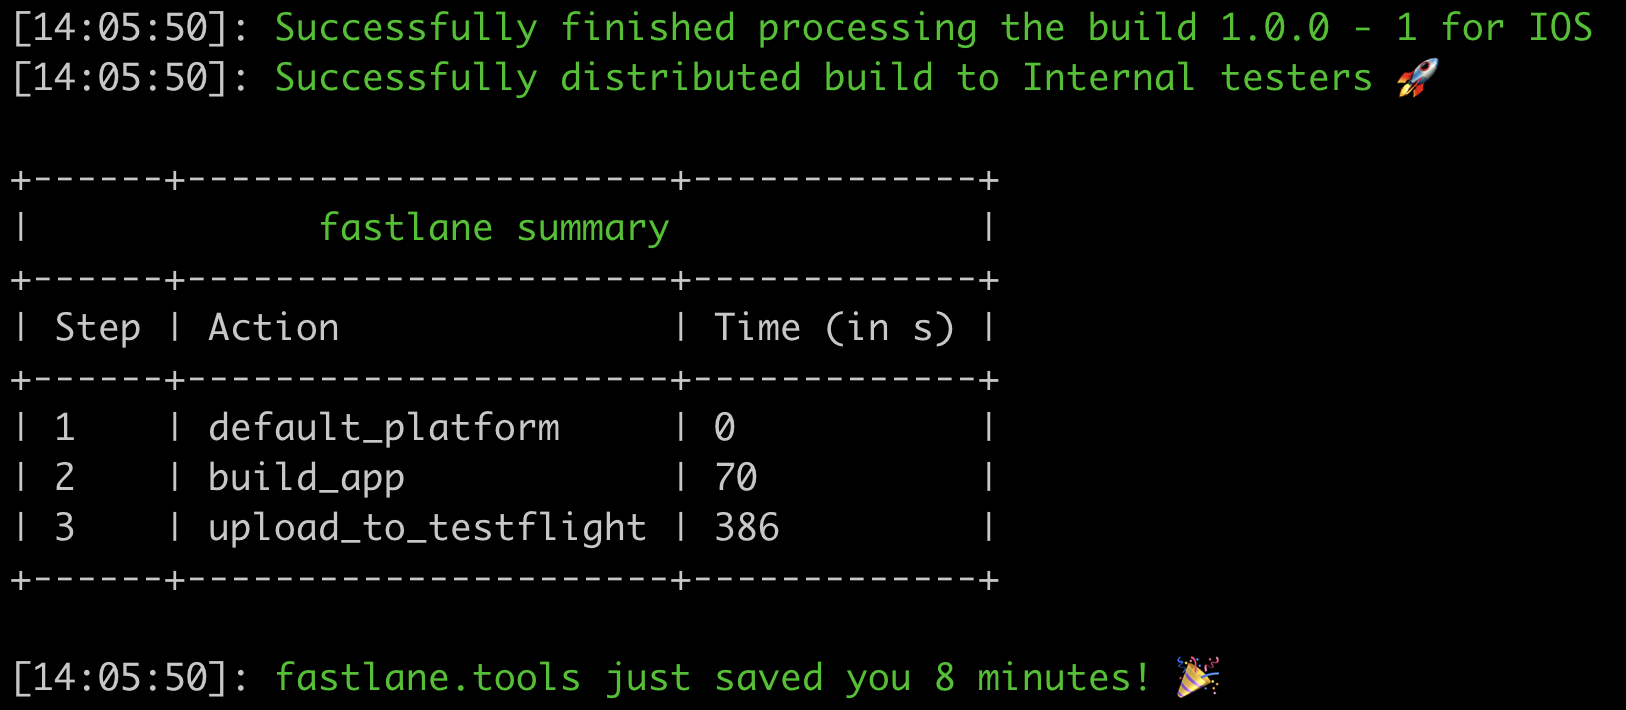 [14:05:50]: Successfully finished processing the build 1.0.0 - 1 for IOS
[14:05:50]: Successfully distributed build to Internal testers 🚀
+------+----------------------+-------------+
|             fastlane summary              |
+------+----------------------+-------------+
| Step | Action               | Time (in s) |
+------+----------------------+-------------+
| 1    | default_platform     | 0           |
| 2    | build_app            | 70          |
| 3    | upload_to_testflight | 386         |
+------+----------------------+-------------+
[14:05:50]: fastlane.tools just saved you 8 minutes! 🎉